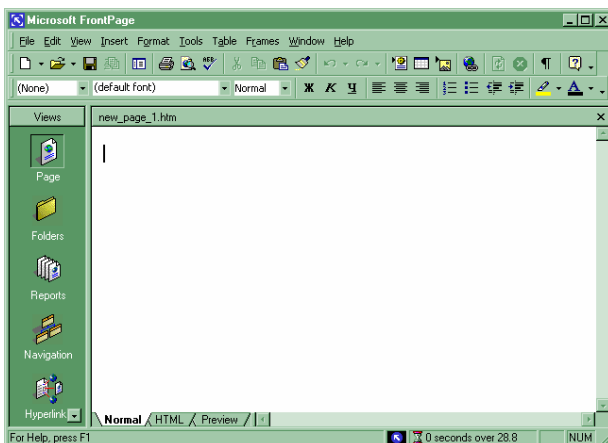 Microsoft FrontPage
File Edit View Insert Format Tools Table Frames Window Help
(None) (default font) Normal Ж К Ч A
Views new_page_1.htm
Page
Folders
Reports
Navigation
Hyperlink
Normal HTML Preview
For Help, press F1 0 seconds over 28.8 NUM